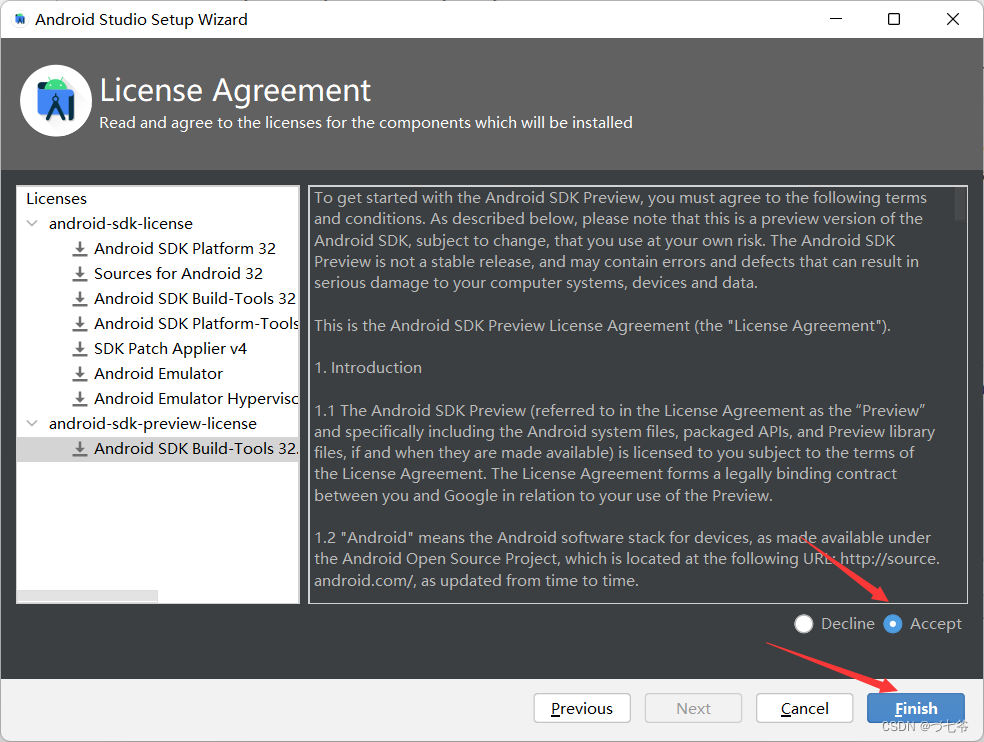 Android Studio Setup Wizard
License Agreement
Read and agree to the licenses for the components which will be installed
Licenses
android-sdk-license
Android SDK Platform 32
Sources for Android 32
Android SDK Build-Tools 32
Android SDK Platform-Tools
SDK Patch Applier v4
Android Emulator
Android Emulator Hyperviso
android-sdk-preview-license
Android SDK Build-Tools 32.
To get started with the Android SDK Preview, you must agree to the following terms
and conditions. As described below, please note that this is a preview version of the
Android SDK, subject to change, that you use at your own risk. The Android SDK
Preview is not a stable release, and may contain errors and defects that can result in
serious damage to your computer systems, devices and data.
This is the Android SDK Preview License Agreement (the "License Agreement").
1. Introduction
1.1 The Android SDK Preview (referred to in the License Agreement as the “Preview”
and specifically including the Android system files, packaged APIs, and Preview library
files, if and when they are made available) is licensed to you subject to the terms of
the License Agreement. The License Agreement forms a legally binding contract
between you and Google in relation to your use of the Preview.
1.2 "Android" means the Android software stack for devices, as made available under
the Android Open Source Project, which is located at the following URL: http://source.
android.com/, as updated from time to time.
Decline Accept
Previous Next Cancel Finish
CSDN @づ七爷